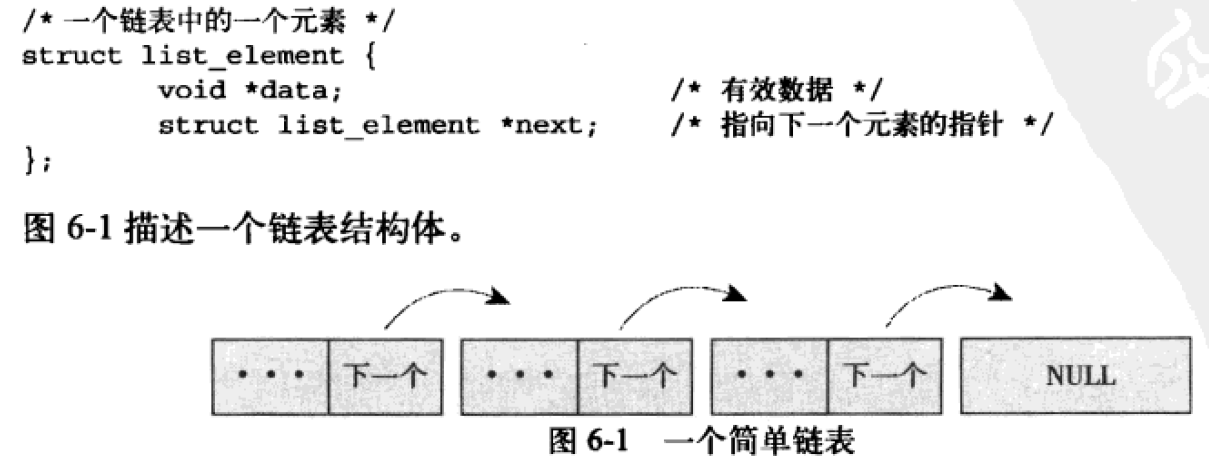 /* 一个链表中的一个元素 */
struct list_element {
void *data; /* 有效数据 */
struct list_element *next; /* 指向下一个元素的指针 */
};
图 6-1 描述一个链表结构体。
• • • 下一个 • • • 下一个 • • • 下一个 NULL
图 6-1 一个简单链表